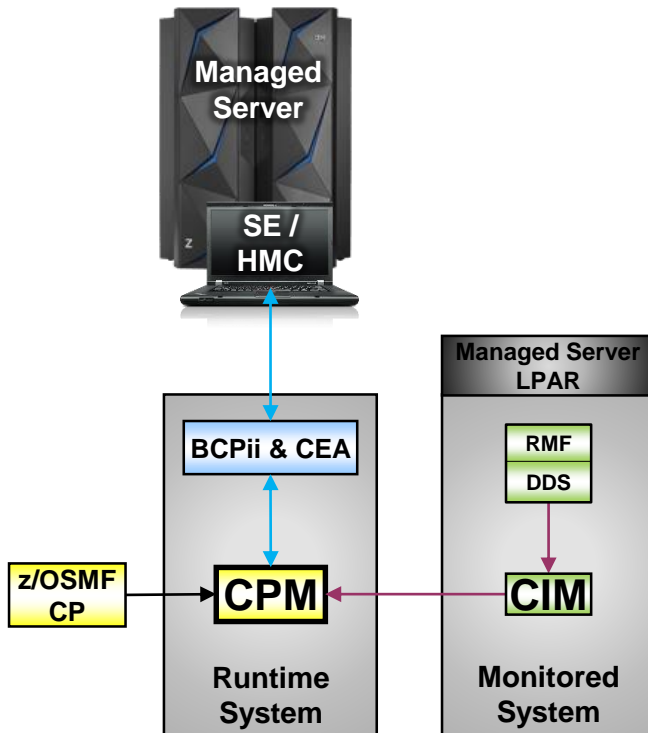 Managed
Server
Z
SE /
HMC
Managed Server
LPAR
BCPii & CEA
RMF
DDS
z/OSMF
CP
CPM
CIM
Runtime
System
Monitored
System